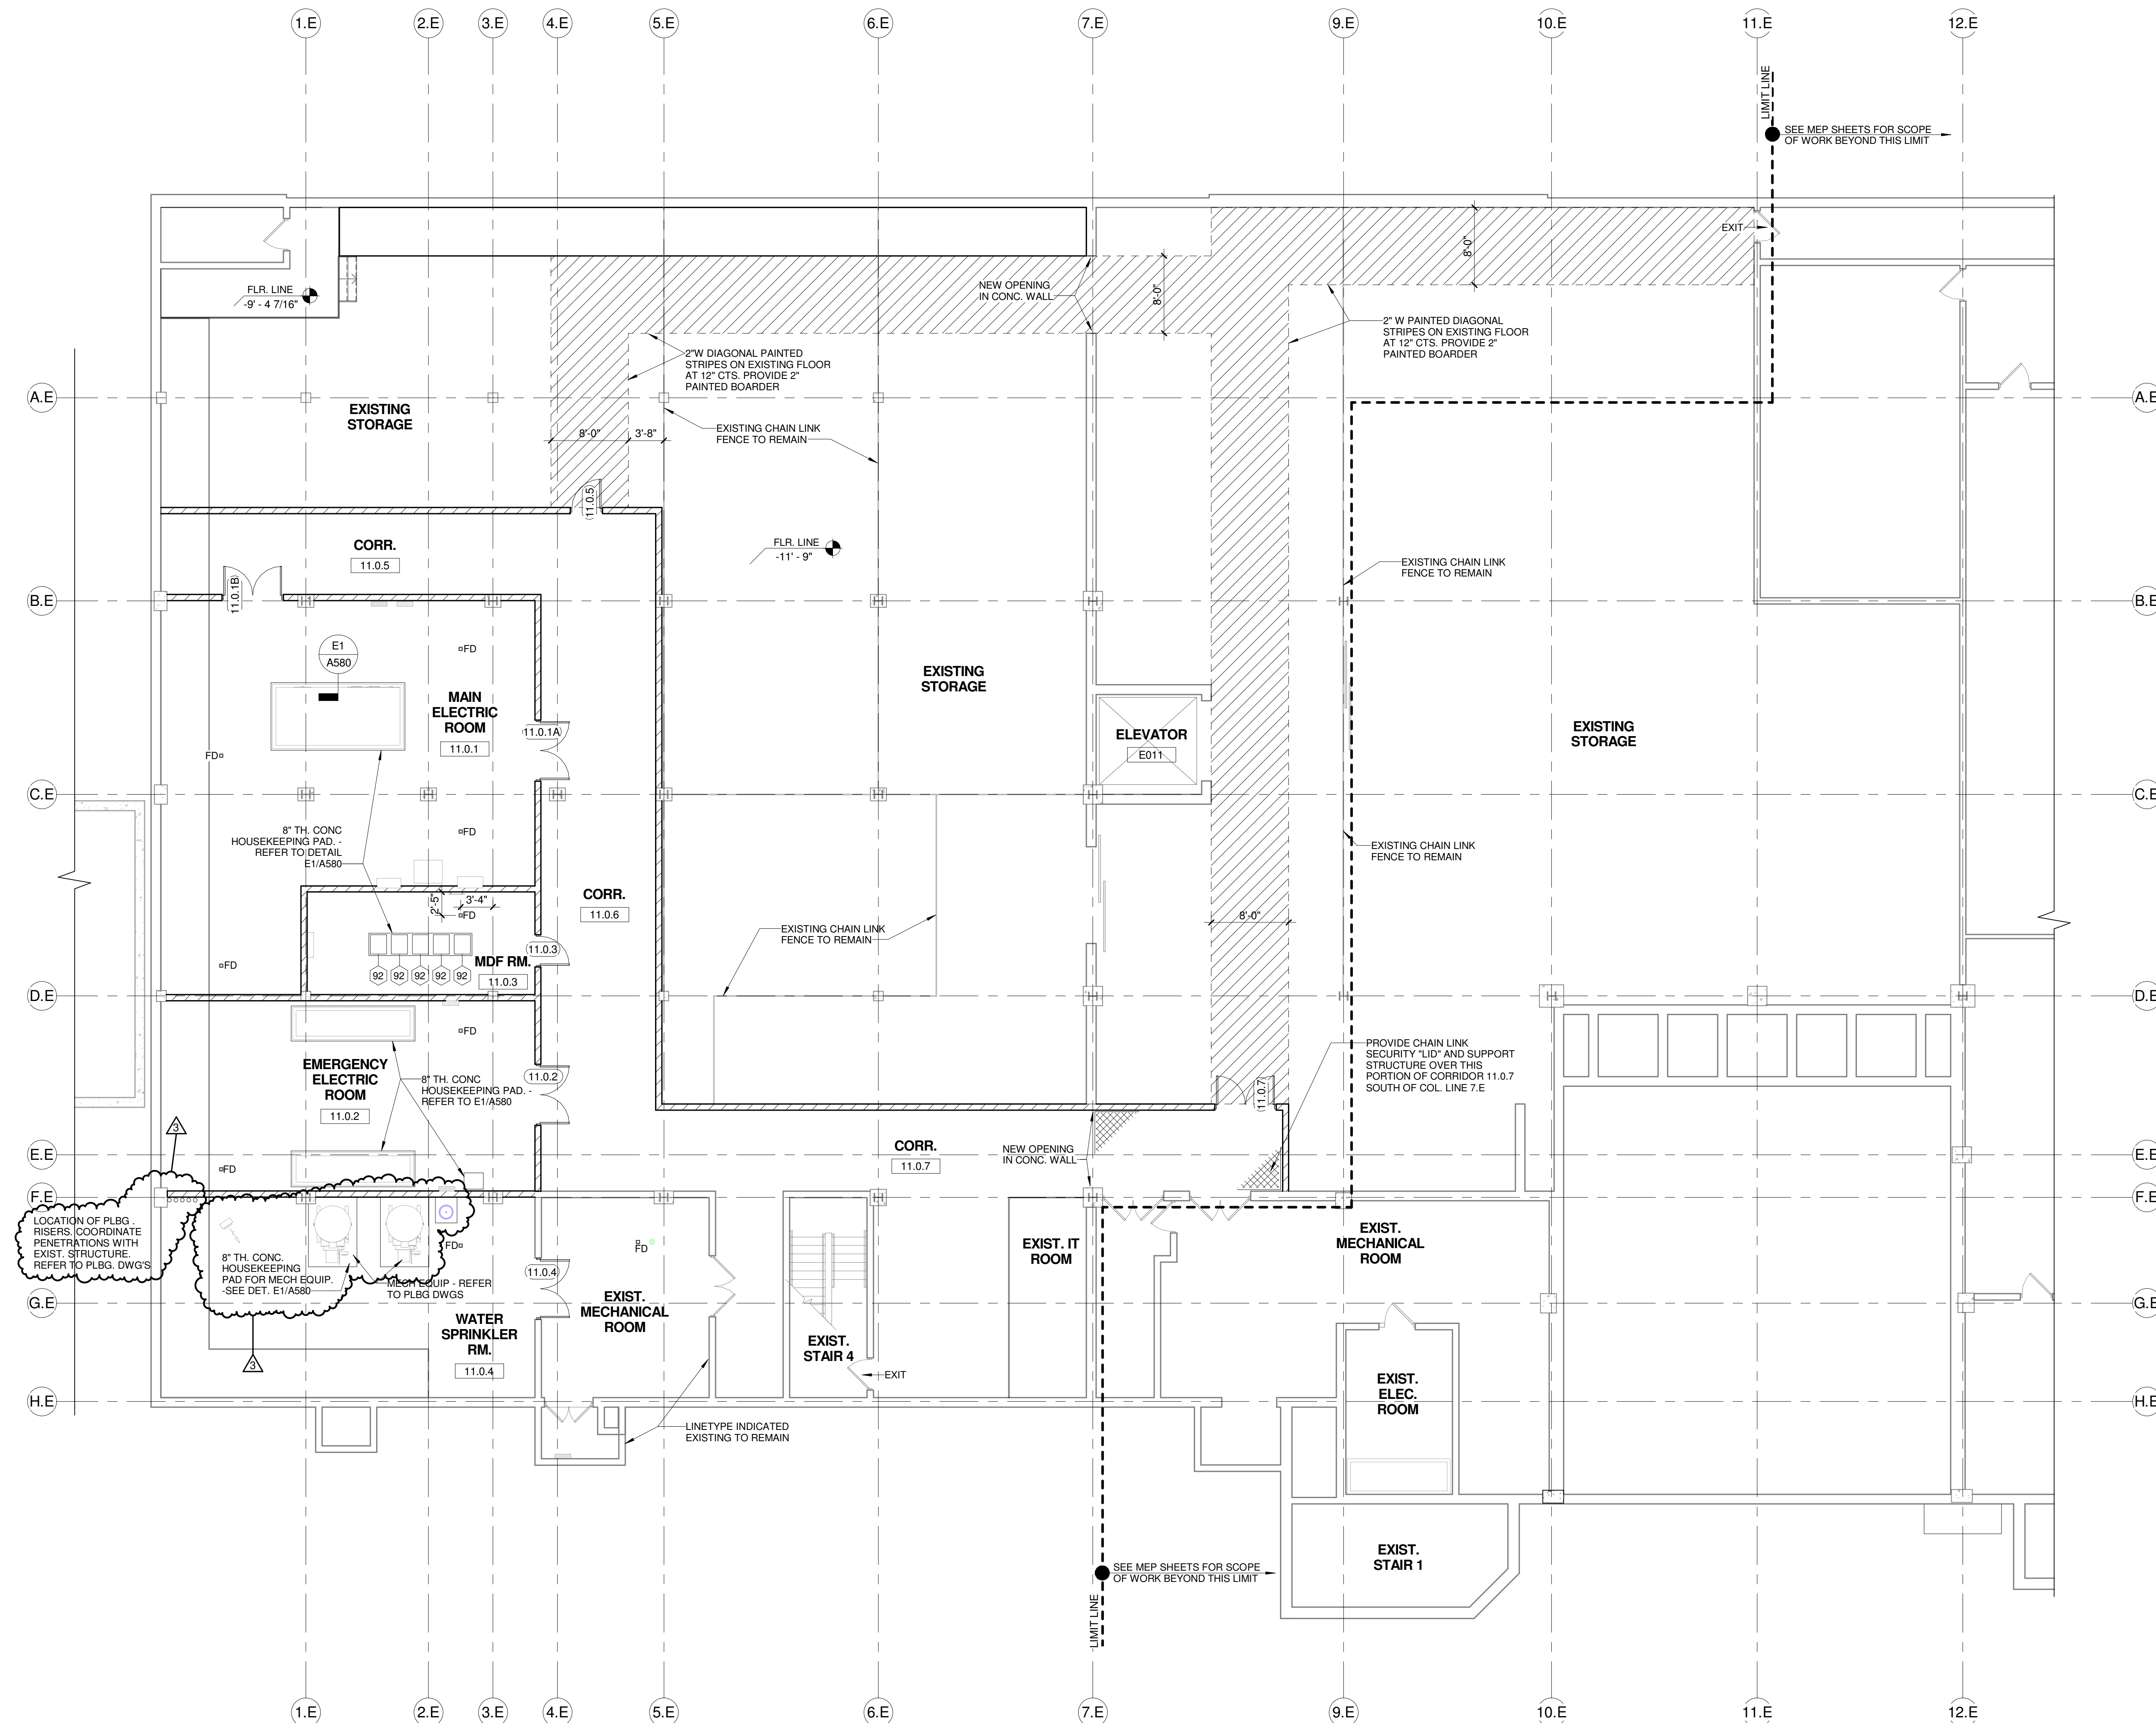 1.E
2.E
3.E
4.E
5.E
6.E
7.E
9.E
10.E
11.E
12.E
LIMIT LINE
SEE MEP SHEETS FOR SCOPE
OF WORK BEYOND THIS LIMIT
EXIT
8'-0"
FLR. LINE
-9' - 4 7/16"
NEW OPENING
IN CONC. WALL
8'-0"
2" W PAINTED DIAGONAL
STRIPES ON EXISTING FLOOR
AT 12" CTS. PROVIDE 2"
PAINTED BOARDER
2"W DIAGONAL PAINTED
STRIPES ON EXISTING FLOOR
AT 12" CTS. PROVIDE 2"
PAINTED BOARDER
A.E
A.E
EXISTING
STORAGE
8'-0"
3'-8"
EXISTING CHAIN LINK
FENCE TO REMAIN
11.0.5
CORR.
11.0.5
FLR. LINE
-11' - 9"
EXISTING CHAIN LINK
FENCE TO REMAIN
11.0.1B
B.E
B.E
E1
A580
FD
MAIN
ELECTRIC
ROOM
11.0.1
11.0.1A
FD
EXISTING
STORAGE
ELEVATOR
E011
EXISTING
STORAGE
C.E
C.E
8" TH. CONC
HOUSEKEEPING PAD. -
REFER TO DETAIL
E1/A580
FD
EXISTING CHAIN LINK
FENCE TO REMAIN
CORR.
11.0.6
2'-5"
3'-4"
FD
8'-0"
EXISTING CHAIN LINK
FENCE TO REMAIN
11.0.3
MDF RM.
11.0.3
92
92
92
92
92
FD
D.E
D.E
FD
EMERGENCY
ELECTRIC
ROOM
11.0.2
8" TH. CONC
HOUSEKEEPING PAD. -
REFER TO E1/A580
11.0.2
PROVIDE CHAIN LINK
SECURITY "LID" AND SUPPORT
STRUCTURE OVER THIS
PORTION OF CORRIDOR 11.0.7
SOUTH OF COL. LINE 7.E
11.0.7
3
CORR.
11.0.7
NEW OPENING
IN CONC. WALL
E.E
E.E
FD
F.E
F.E
LOCATION OF PLBG .
RISERS. COORDINATE
PENETRATIONS WITH
EXIST. STRUCTURE.
REFER TO PLBG. DWG'S
8" TH. CONC.
HOUSEKEEPING
PAD FOR MECH EQUIP.
-SEE DET. E1/A580
FD
MECH EQUIP - REFER
TO PLBG DWGS
11.0.4
FD
EXIST.
MECHANICAL
ROOM
EXIST. IT
ROOM
EXIST.
MECHANICAL
ROOM
G.E
G.E
WATER
SPRINKLER
RM.
11.0.4
3
EXIST.
STAIR 4
EXIT
EXIST.
ELEC.
ROOM
H.E
H.E
LINETYPE INDICATED
EXISTING TO REMAIN
EXIST.
STAIR 1
SEE MEP SHEETS FOR SCOPE
OF WORK BEYOND THIS LIMIT
LIMIT LINE
1.E
2.E
3.E
4.E
5.E
6.E
7.E
9.E
10.E
11.E
12.E